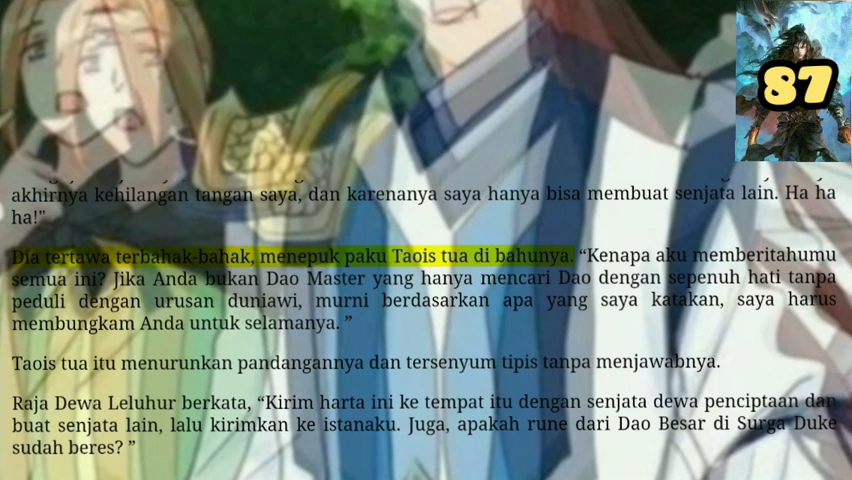 87
akhirnya kehilangan tangan saya, dan karenanya saya hanya bisa membuat senjata lain. Ha ha
ha!"
Dia tertawa terbahak-bahak, menepuk paku Taois tua di bahunya. “Kenapa aku memberitahumu
semua ini? Jika Anda bukan Dao Master yang hanya mencari Dao dengan sepenuh hati tanpa
peduli dengan urusan duniawi, murni berdasarkan apa yang saya katakan, saya harus
membungkam Anda untuk selamanya. ”
Taois tua itu menurunkan pandangannya dan tersenyum tipis tanpa menjawabnya.
Raja Dewa Leluhur berkata, “Kirim harta ini ke tempat itu dengan senjata dewa penciptaan dan
buat senjata lain, lalu kirimkan ke istanaku. Juga, apakah rune dari Dao Besar di Surga Duke
sudah beres? ”